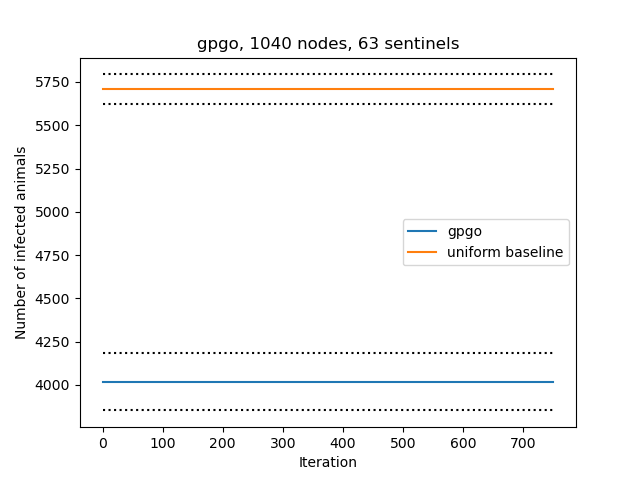 gpgo, 1040 nodes, 63 sentinels
5750
5500
5250
5000
4750
4500
4250
4000
Number of infected animals
gpgo
uniform baseline
0 100 200 300 400 500 600 700
Iteration